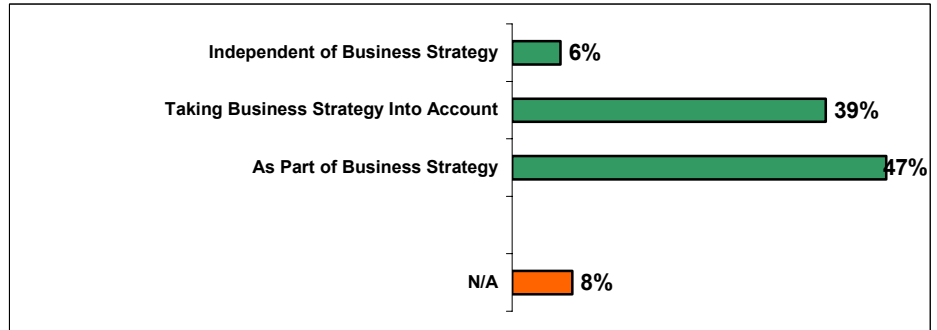 Independent of Business Strategy 6%
Taking Business Strategy Into Account 39%
As Part of Business Strategy 47%
N/A 8%